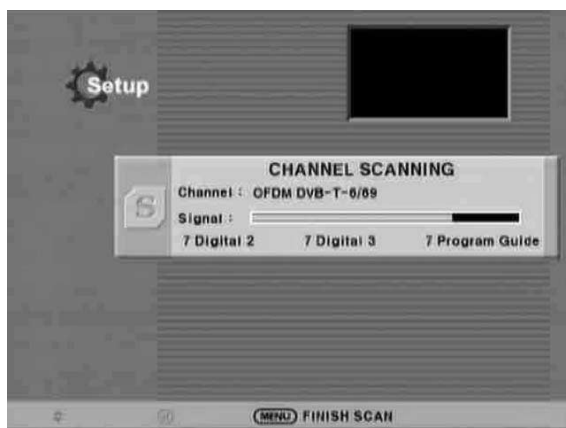 Setup
CHANNEL SCANNING
Channel : OFDM DVB-T-6/69
Signal :
7 Digital 2 7 Digital 3 7 Program Guide
S
MENU FINISH SCAN